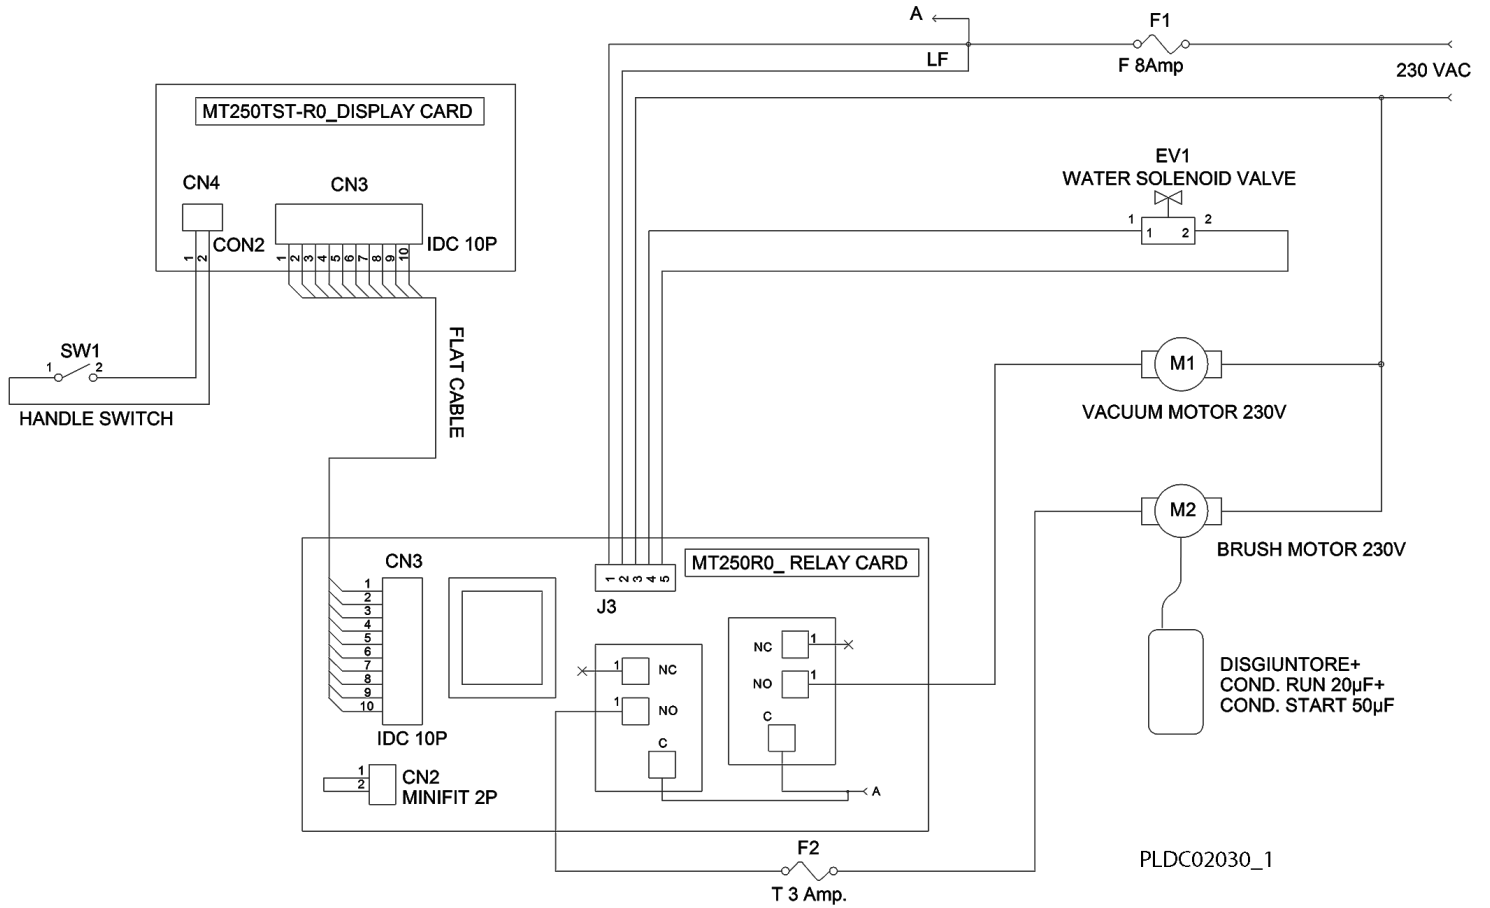 A
F1
LF
F 8Amp
230 VAC
MT250TST-R0_DISPLAY CARD
EV1
WATER SOLENOID VALVE
CN4
CN3
1
2
1
2
CON2
IDC 10P
1
2
1
2
3
4
5
6
7
8
9
10
FLAT CABLE
SW1
1
2
HANDLE SWITCH
M1
VACUUM MOTOR 230V
M2
BRUSH MOTOR 230V
MT250R0_ RELAY CARD
CN3
1
2
3
4
5
6
7
8
9
10
IDC 10P
1
2
3
4
5
J3
1
NC
1
NO
C
NC
1
NO
1
C
A
DISGIUNTORE+
COND. RUN 20µF+
COND. START 50µF
1
2
CN2
MINIFIT 2P
F2
T 3 Amp.
PLDC02030_1